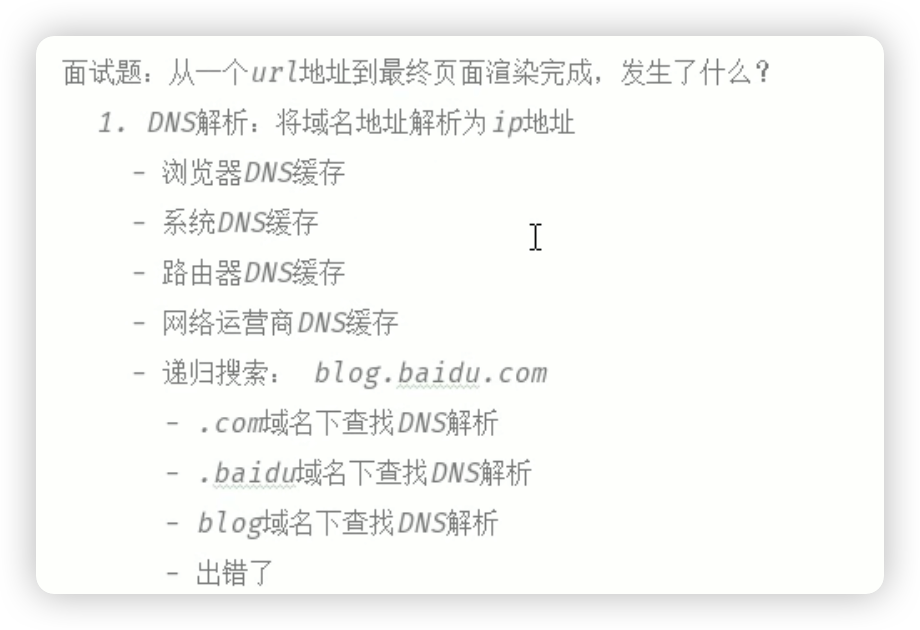 面试题：从一个url地址到最终页面渲染完成，发生了什么？
1. DNS解析：将域名地址解析为ip地址
- 浏览器DNS缓存
- 系统DNS缓存
- 路由器DNS缓存
- 网络运营商DNS缓存
- 递归搜索： blog.baidu.com
- .com域名下查找DNS解析
- .baidu域名下查找DNS解析
- blog域名下查找DNS解析
- 出错了